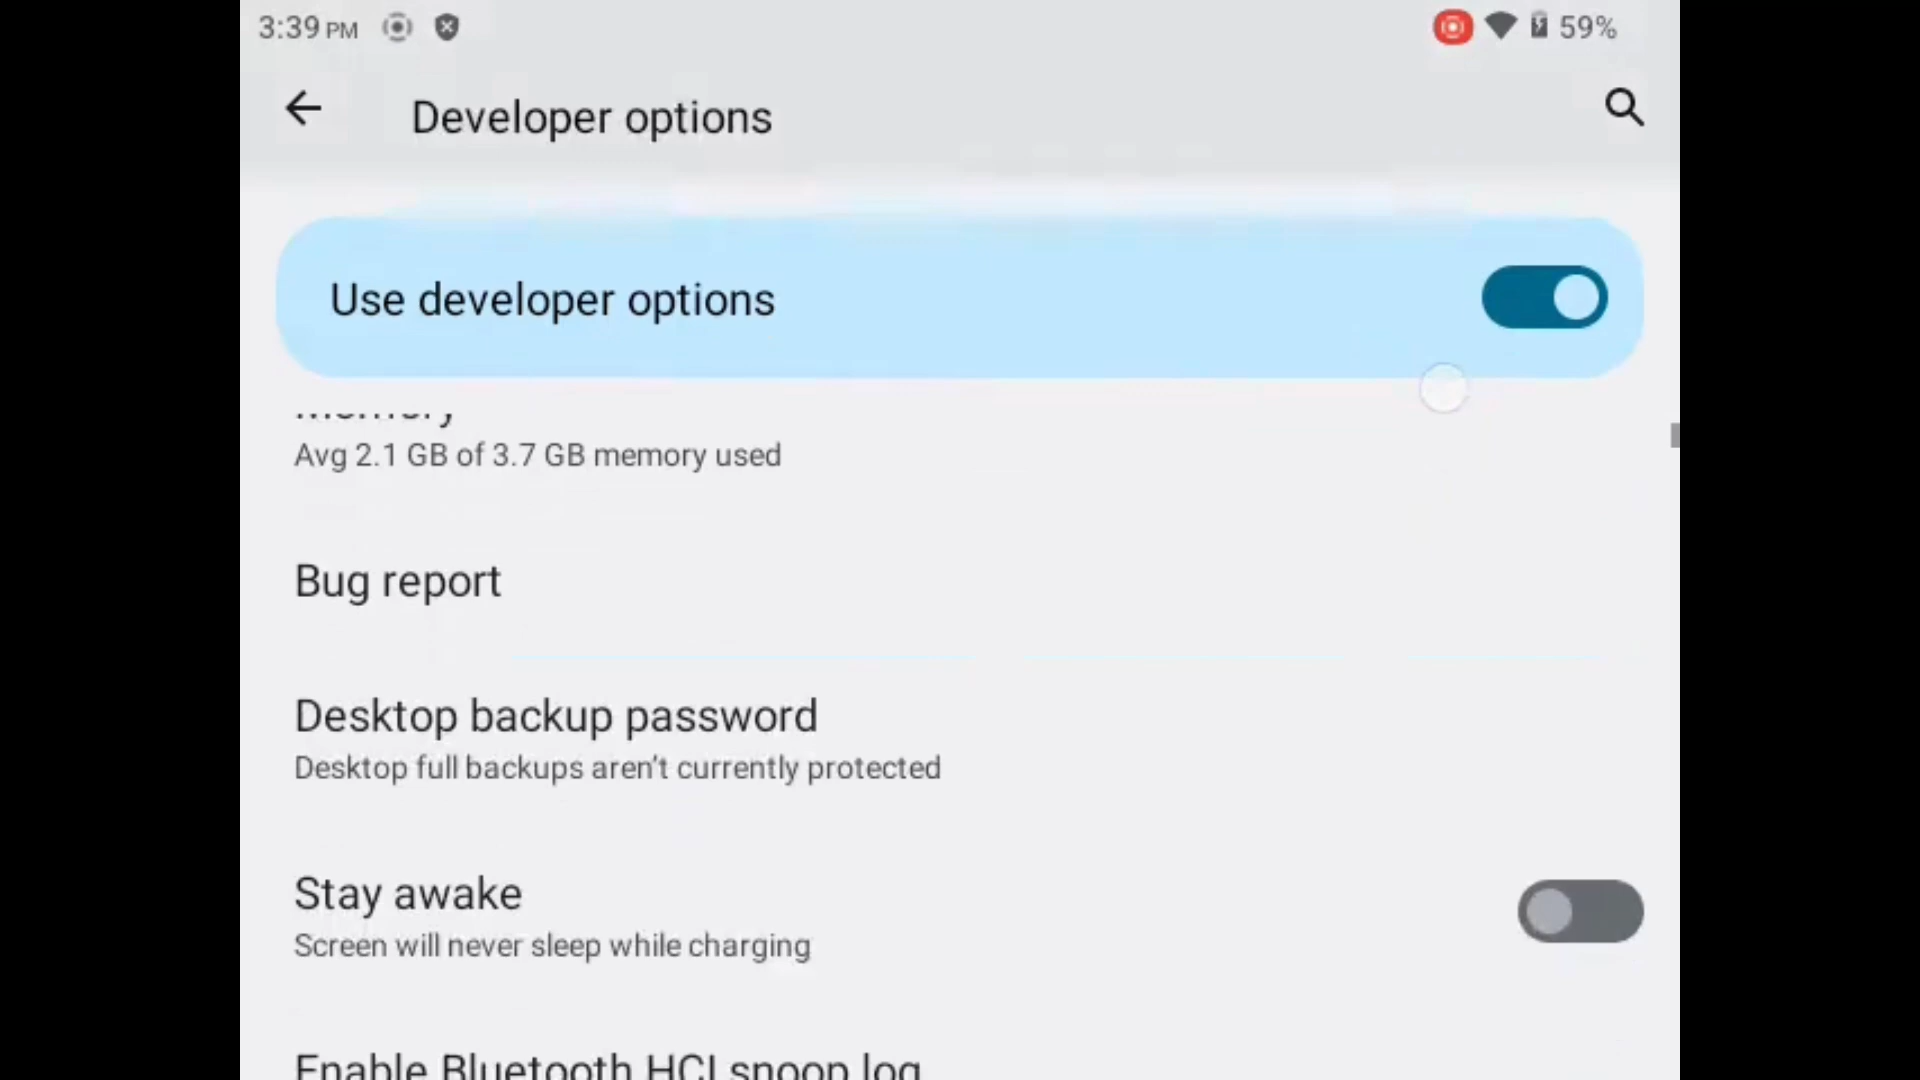 3:39 PM
59%
Developer options
Use developer options
Memory
Avg 2.1 GB of 3.7 GB memory used
Bug report
Desktop backup password
Desktop full backups aren't currently protected
Stay awake
Screen will never sleep while charging
Enable Bluetooth HCI snoop log